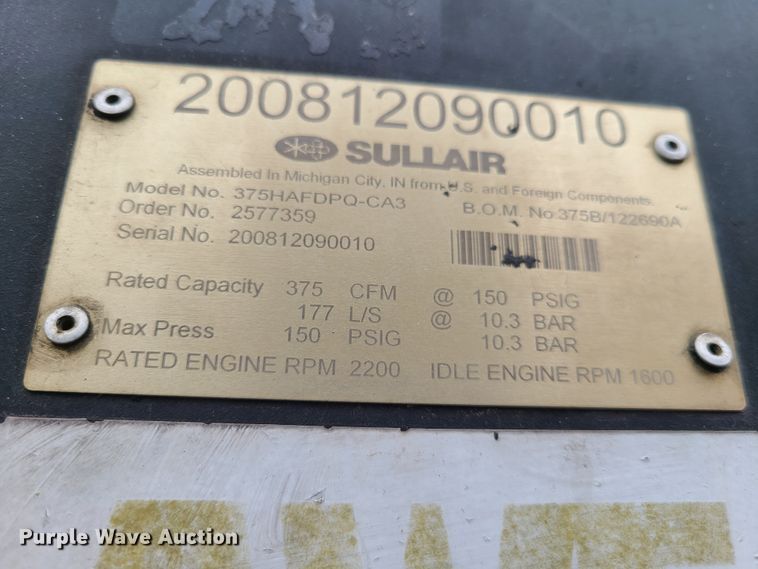 200812090010
SULLAIR
Assembled In Michigan City, IN from U.S. and Foreign Components.
Model No. 375HAFDPQ-CA3 B.O.M. No.375B/122690A
Order No. 2577359
Serial No. 200812090010
Rated Capacity 375 CFM @ 150 PSIG
177 L/S @ 10.3 BAR
Max Press 150 PSIG 10.3 BAR
RATED ENGINE RPM 2200 IDLE ENGINE RPM 1600
Purple Wave Auction